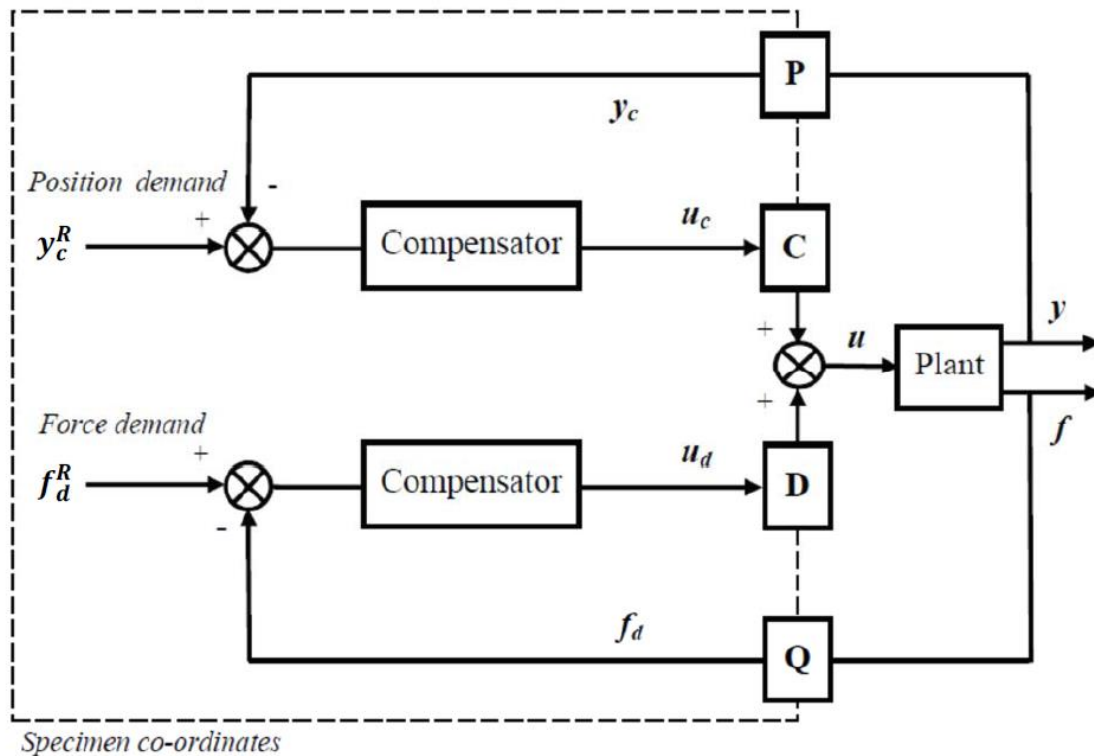 P
y_c
Position demand
-
+
y_c^R
Compensator
u_c
C
+
u
Plant
y
f
+
Force demand
+
f_d^R
Compensator
u_d
D
-
f_d
Q
Specimen co-ordinates